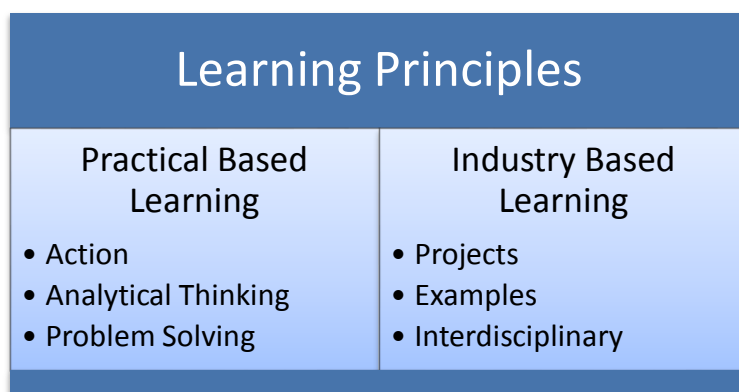 Learning Principles
Practical Based
Learning
• Action
• Analytical Thinking
• Problem Solving
Industry Based
Learning
• Projects
• Examples
• Interdisciplinary